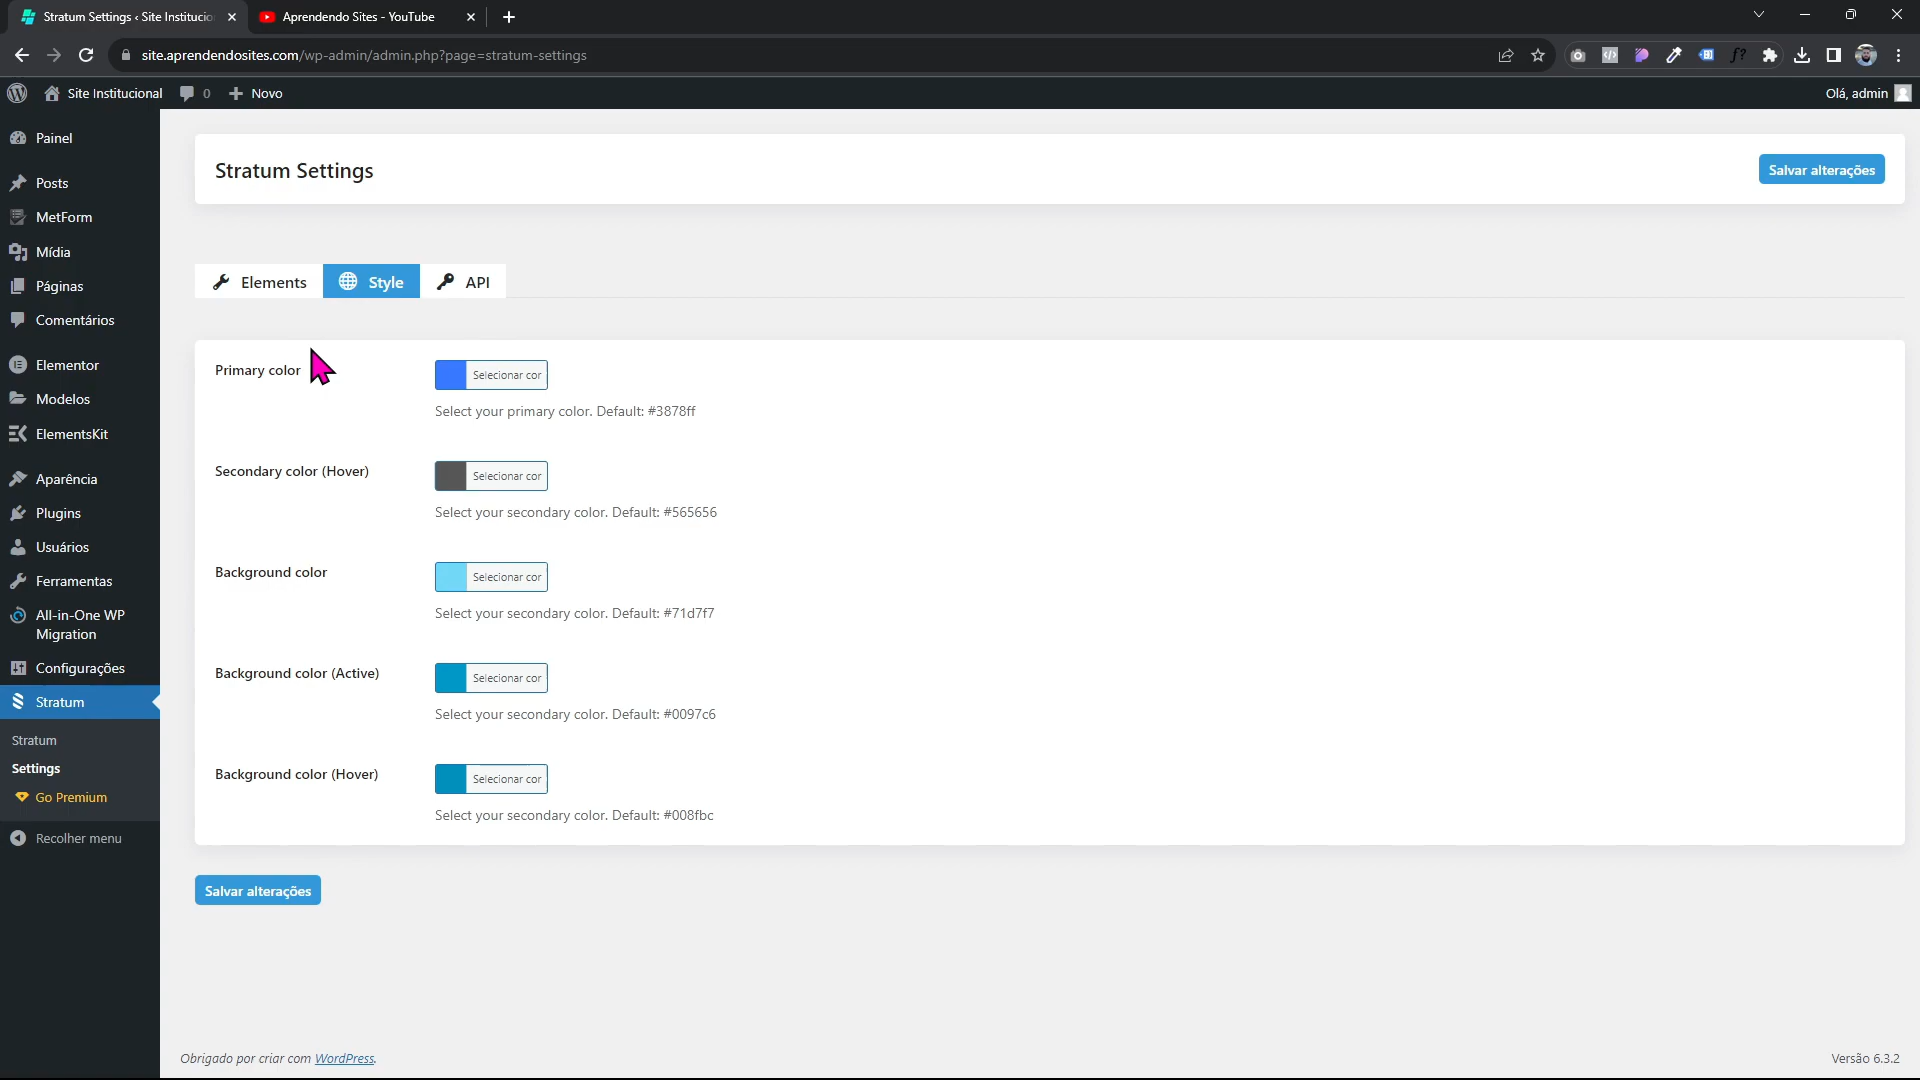 Stratum Settings ‹ Site Institucio
Aprendendo Sites - YouTube
site.aprendendosites.com/wp-admin/admin.php?page=stratum-settings
Site Institucional
0
Novo
Olá, admin
Painel
Posts
MetForm
Mídia
Páginas
Comentários
Elementor
Modelos
ElementsKit
Aparência
Plugins
Usuários
Ferramentas
All-in-One WP
Migration
Configurações
Stratum
Stratum
Settings
Go Premium
Recolher menu
Stratum Settings
Salvar alterações
Elements
Style
API
Primary color
Selecionar cor
Select your primary color. Default: #3878ff
Secondary color (Hover)
Selecionar cor
Select your secondary color. Default: #565656
Background color
Selecionar cor
Select your secondary color. Default: #71d7f7
Background color (Active)
Selecionar cor
Select your secondary color. Default: #0097c6
Background color (Hover)
Selecionar cor
Select your secondary color. Default: #008fbc
Salvar alterações
Obrigado por criar com WordPress.
Versão 6.3.2